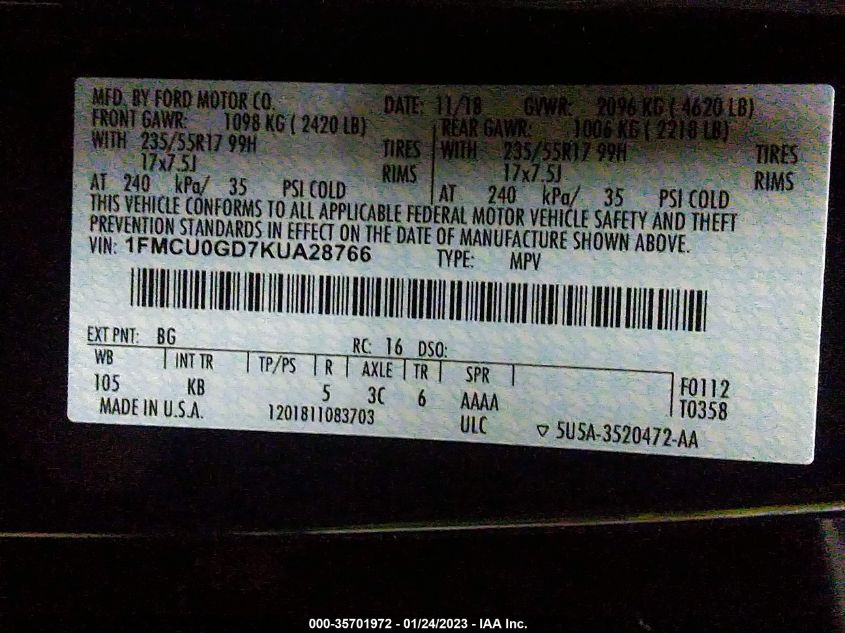 MFD. BY FORD MOTOR CO. DATE: 11/18 GVWR: 2096 KG ( 4620 LB)
FRONT GAWR: 1098 KG ( 2420 LB) REAR GAWR: 1006 KG ( 2218 LB)
WITH 235/55R17 99H TIRES WITH 235/55R17 99H TIRES
17x7.5J RIMS 17x7.5J RIMS
AT 240 kPa/ 35 PSI COLD AT 240 kPa/ 35 PSI COLD
THIS VEHICLE CONFORMS TO ALL APPLICABLE FEDERAL MOTOR VEHICLE SAFETY AND THEFT
PREVENTION STANDARDS IN EFFECT ON THE DATE OF MANUFACTURE SHOWN ABOVE.
VIN: 1FMCU0GD7KUA28766 TYPE: MPV
EXT PNT: BG RC: 16 DSO:
WB INT TR TP/PS R AXLE TR SPR
105 KB 5 3C 6 AAAA F0112
MADE IN U.S.A. 1201811083703 ULC T0358
▽ 5U5A-3520472-AA
000-35701972 - 01/24/2023 - IAA Inc.